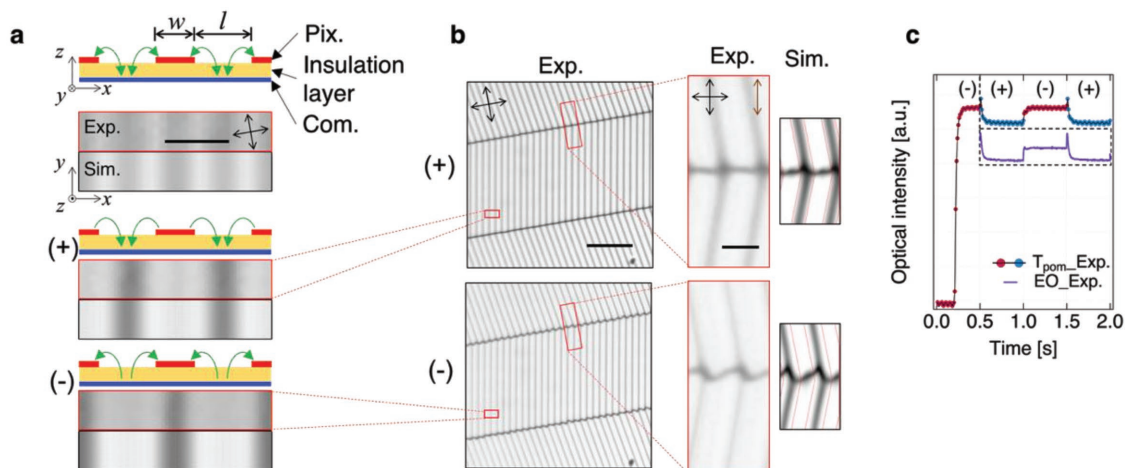 a
w
l
z
y
x
Pix.
Insulation
layer
Com.
Exp.
Sim.
y
z
x
(+)
(-)
b
Exp.
Exp.
Sim.
(+)
(-)
c
Optical intensity [a.u.]
(-) (+) (-) (+)
Tpom_Exp.
EO_Exp.
0.0 0.5 1.0 1.5 2.0
Time [s]